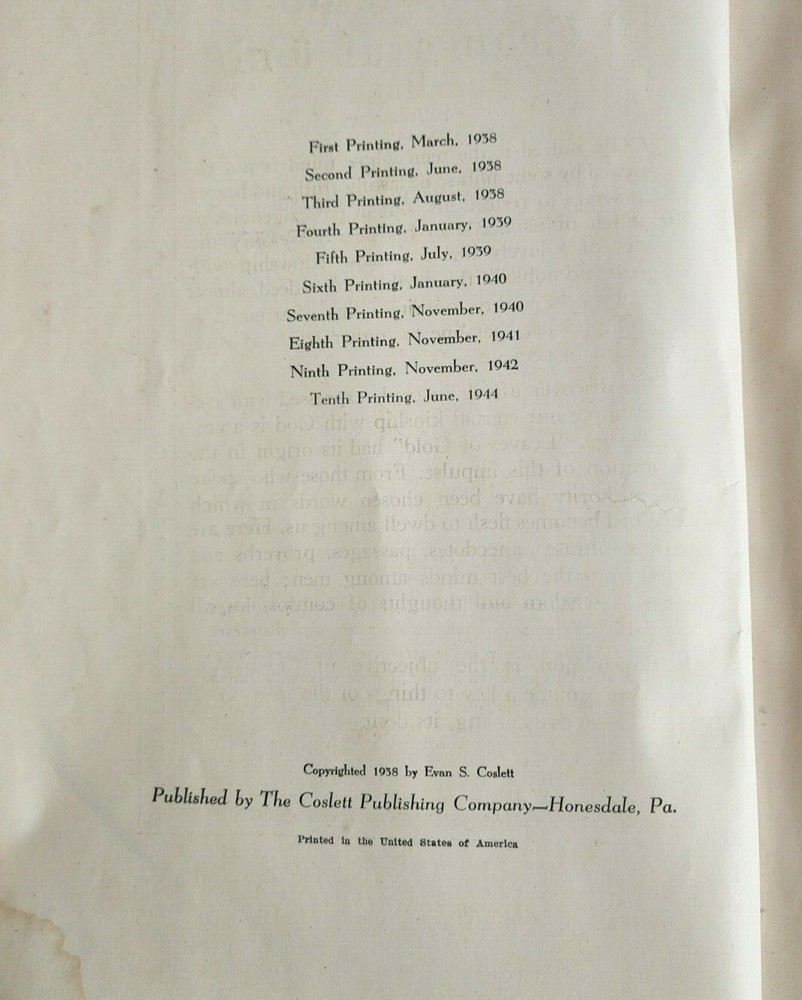 First Printing, March, 1938
Second Printing, June, 1938
Third Printing, August, 1938
Fourth Printing, January, 1939
Fifth Printing, July, 1939
Sixth Printing, January, 1940
Seventh Printing, November, 1940
Eighth Printing, November, 1941
Ninth Printing, November, 1942
Tenth Printing, June, 1944
Copyrighted 1938 by Evan S. Coslett
Published by The Coslett Publishing Company—Honesdale, Pa.
Printed in the United States of America